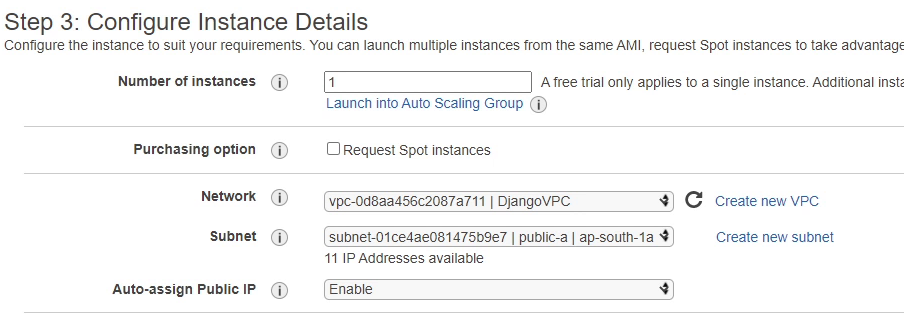 Step 3: Configure Instance Details
Configure the instance to suit your requirements. You can launch multiple instances from the same AMI, request Spot instances to take advantage
Number of instances i 1 A free trial only applies to a single instance. Additional insta
Launch into Auto Scaling Group i
Purchasing option i Request Spot instances
Network i vpc-0d8aa456c2087a711 | DjangoVPC Create new VPC
Subnet i subnet-01ce4ae081475b9e7 | public-a | ap-south-1a Create new subnet
11 IP Addresses available
Auto-assign Public IP i Enable